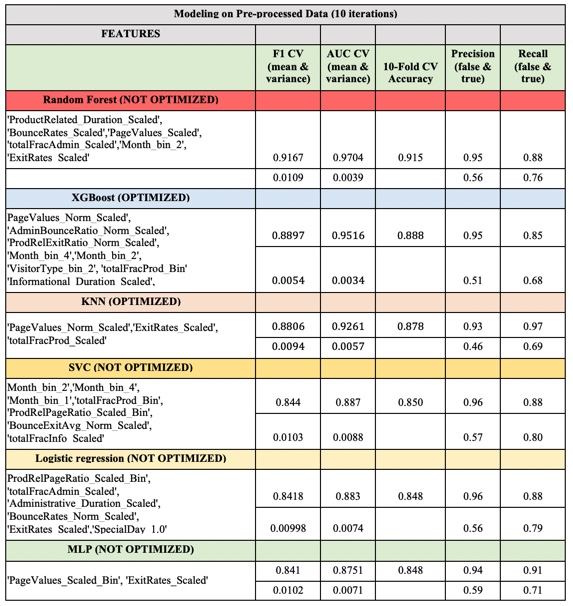 Modeling on Pre-processed Data (10 iterations)
FEATURES
F1 CV (mean & variance) AUC CV (mean & variance) 10-Fold CV Accuracy Precision (false & true) Recall (false & true)
Random Forest (NOT OPTIMIZED)
'ProductRelated_Duration_Scaled',
'BounceRates_Scaled','PageValues_Scaled',
'totalFracAdmin_Scaled','Month_bin_2',
'ExitRates_Scaled' 0.9167 0.9704 0.915 0.95 0.88
0.0109 0.0039 0.56 0.76
XGBoost (OPTIMIZED)
PageValues_Norm_Scaled',
'AdminBounceRatio_Norm_Scaled',
'ProdRelExitRatio_Norm_Scaled', 0.8897 0.9516 0.888 0.95 0.85
'Month_bin_4','Month_bin_2',
'VisitorType_bin_2', 'totalFracProd_Bin'
'Informational_Duration_Scaled', 0.0054 0.0034 0.51 0.68
KNN (OPTIMIZED)
'PageValues_Norm_Scaled','ExitRates_Scaled', 0.8806 0.9261 0.878 0.93 0.97
'totalFracProd_Scaled' 0.0094 0.0057 0.46 0.69
SVC (NOT OPTIMIZED)
Month_bin_2','Month_bin_4',
'Month_bin_1','totalFracProd_Bin', 0.844 0.887 0.850 0.96 0.88
'ProdRelPageRatio_Scaled_Bin',
'BounceExitAvg_Norm_Scaled',
'totalFracInfo_Scaled' 0.0103 0.0088 0.57 0.80
Logistic regression (NOT OPTIMIZED)
ProdRelPageRatio_Scaled_Bin',
'totalFracAdmin_Scaled', 0.8418 0.883 0.848 0.96 0.88
'Administrative_Duration_Scaled',
'BounceRates_Norm_Scaled',
'ExitRates_Scaled','SpecialDay_1.0' 0.00998 0.0074 0.56 0.79
MLP (NOT OPTIMIZED)
'PageValues_Scaled_Bin', 'ExitRates_Scaled' 0.841 0.8751 0.848 0.94 0.91
0.0102 0.0071 0.59 0.71